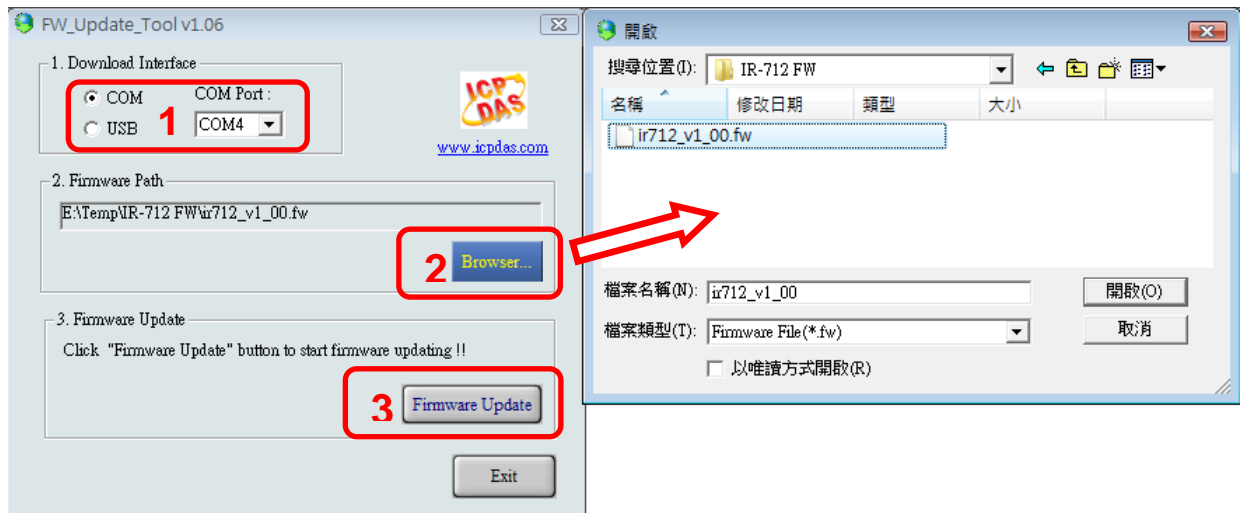 FW_Update_Tool v1.06
1. Download Interface
COM
COM Port :
USB
1
COM4
ICP
DAS
www.icpdas.com
2. Firmware Path
E:\Temp\IR-712 FW\ir712_v1_00.fw
2
Browser...
3. Firmware Update
Click "Firmware Update" button to start firmware updating !!
3
Firmware Update
Exit
開啟
搜尋位置(I):
IR-712 FW
名稱
修改日期
類型
大小
ir712_v1_00.fw
檔案名稱(N):
ir712_v1_00
開啟(O)
檔案類型(T):
Firmware File(*.fw)
取消
以唯讀方式開啟(R)